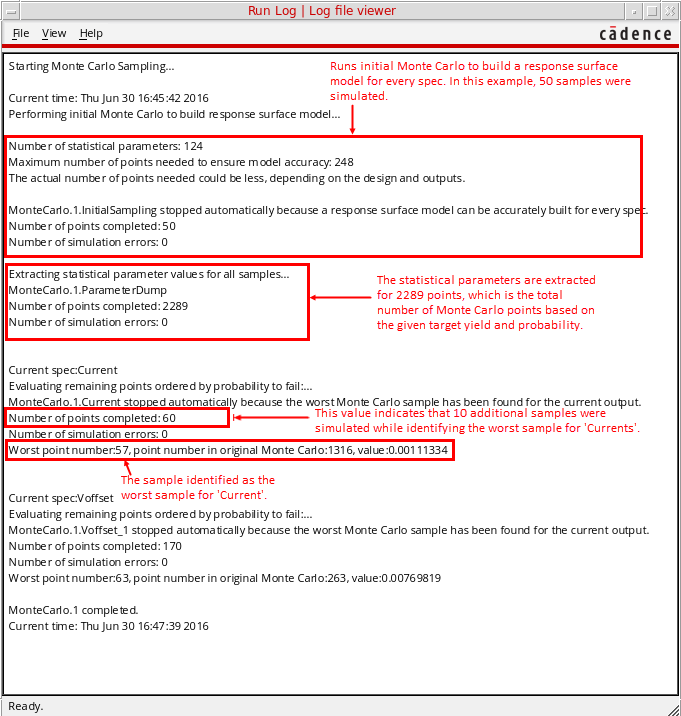 Run Log | Log file viewer
File View Help
cādence
Starting Monte Carlo Sampling...
Runs initial Monte Carlo to build a response surface
model for every spec. In this example, 50 samples were
simulated.
Current time: Thu Jun 30 16:45:42 2016
Performing initial Monte Carlo to build response surface model...
Number of statistical parameters: 124
Maximum number of points needed to ensure model accuracy: 248
The actual number of points needed could be less, depending on the design and outputs.
MonteCarlo.1.InitialSampling stopped automatically because a response surface model can be accurately built for every spec.
Number of points completed: 50
Number of simulation errors: 0
Extracting statistical parameter values for all samples...
MonteCarlo.1.ParameterDump
Number of points completed: 2289
Number of simulation errors: 0
The statistical parameters are extracted
for 2289 points, which is the total
number of Monte Carlo points based on
the given target yield and probability.
Current spec:Current
Evaluating remaining points ordered by probability to fail:...
MonteCarlo.1.Current stopped automatically because the worst Monte Carlo sample has been found for the current output.
Number of points completed: 60
This value indicates that 10 additional samples were
simulated while identifying the worst sample for 'Currents'.
Number of simulation errors: 0
Worst point number:57, point number in original Monte Carlo:1316, value:0.00111334
The sample identified as the
worst sample for 'Current'.
Current spec:Voffset
Evaluating remaining points ordered by probability to fail:...
MonteCarlo.1.Voffset_1 stopped automatically because the worst Monte Carlo sample has been found for the current output.
Number of points completed: 170
Number of simulation errors: 0
Worst point number:63, point number in original Monte Carlo:263, value:0.00769819
MonteCarlo.1 completed.
Current time: Thu Jun 30 16:47:39 2016
Ready.